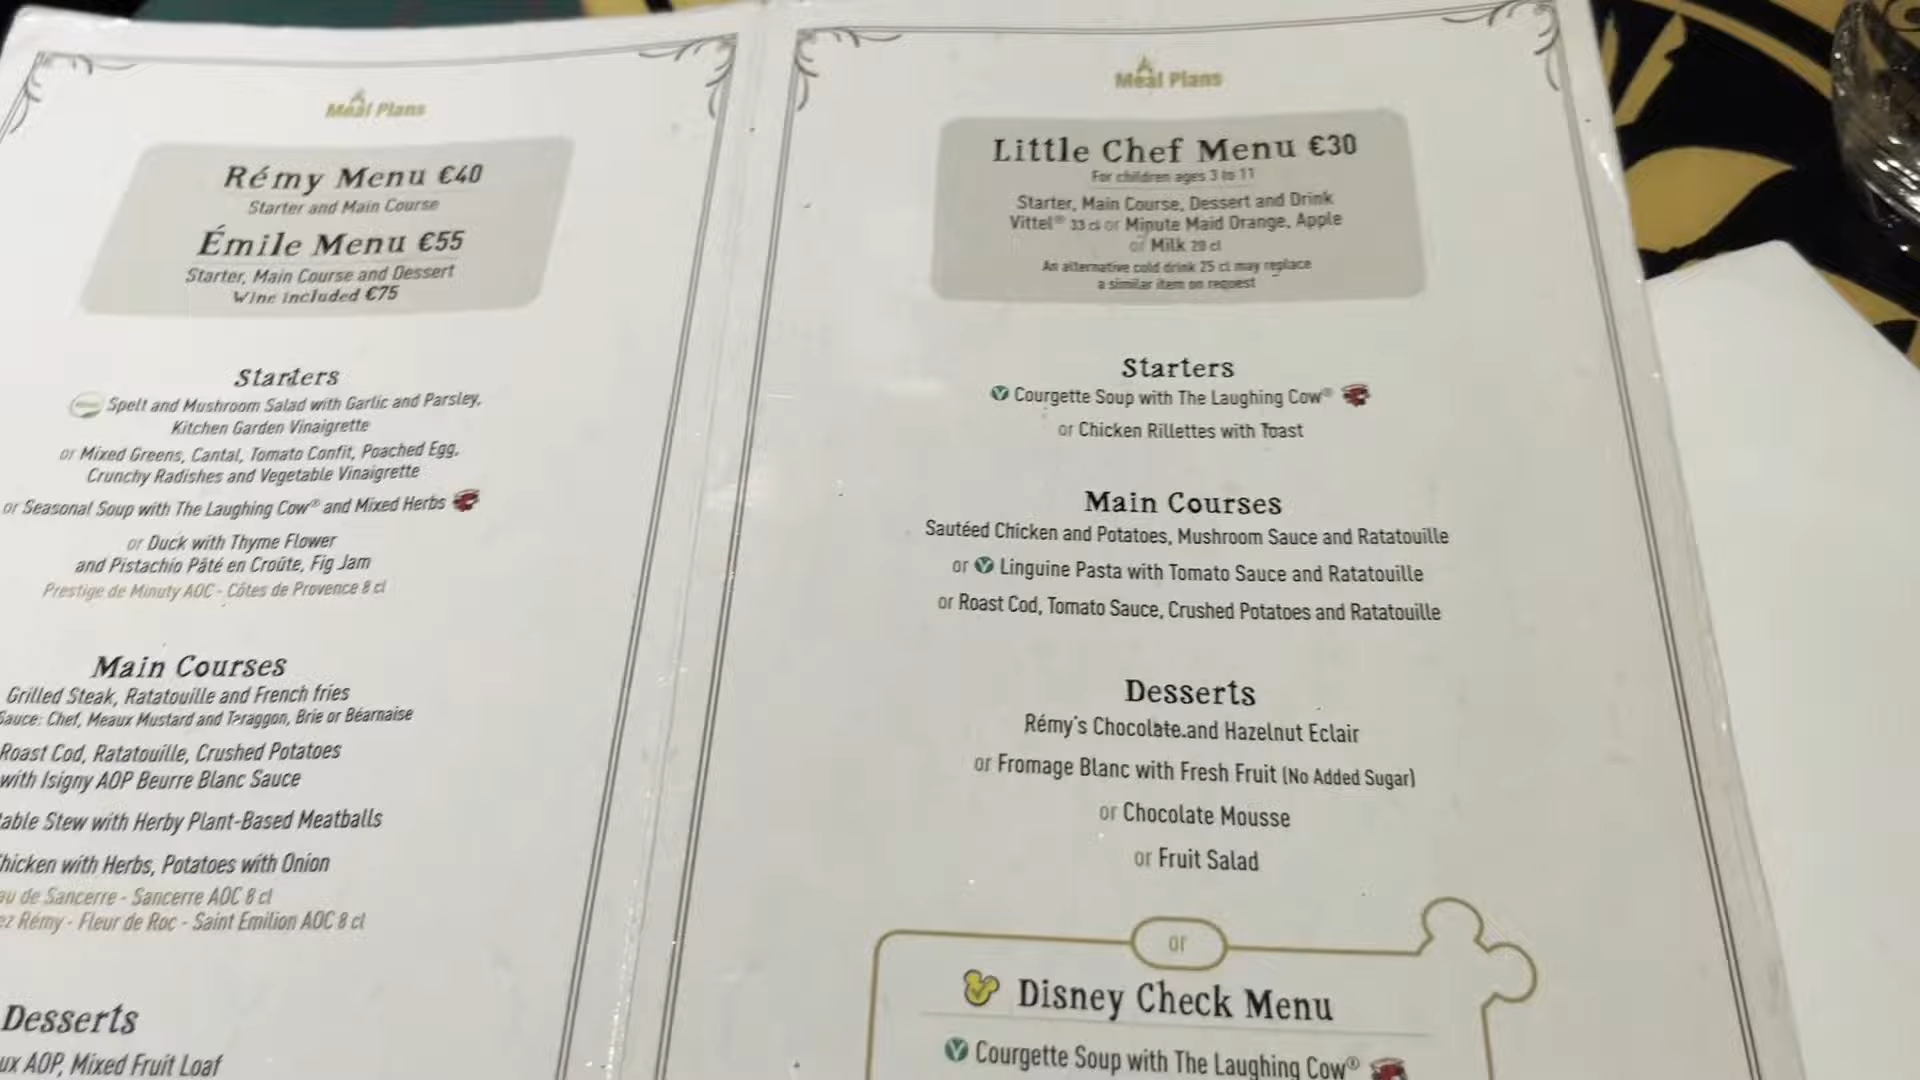 Meal Plans
Rémy Menu €40
Starter and Main Course
Émile Menu €55
Starter, Main Course and Dessert
Wine included €75
Starters
Spelt and Mushroom Salad with Garlic and Parsley,
Kitchen Garden Vinaigrette
or Mixed Greens, Cantal, Tomato Confit, Poached Egg,
Crunchy Radishes and Vegetable Vinaigrette
or Seasonal Soup with The Laughing Cow® and Mixed Herbs
or Duck with Thyme Flower
and Pistachio Pâté en Croûte, Fig Jam
Prestige de Minuty AOC - Côtes de Provence 8 cl
Main Courses
Grilled Steak, Ratatouille and French fries
Sauce: Chef, Meaux Mustard and Taraggon, Brie or Béarnaise
Roast Cod, Ratatouille, Crushed Potatoes
with Isigny AOP Beurre Blanc Sauce
Stew with Herby Plant-Based Meatballs
with Herbs, Potatoes with Onion
de Sancerre - Sancerre AOC 8 cl
Rémy - Fleur de Roc - Saint Emilion AOC 8 cl
Desserts
AOP, Mixed Fruit Loaf
Meal Plans
Little Chef Menu €30
For children ages 3 to 11
Starter, Main Course, Dessert and Drink
Vittel® 33 cl or Minute Maid Orange, Apple
or Milk 20 cl
An alternative cold drink 25 cl may replace
a similar item on request
Starters
Courgette Soup with The Laughing Cow®
or Chicken Rillettes with Toast
Main Courses
Sautéed Chicken and Potatoes, Mushroom Sauce and Ratatouille
or Linguine Pasta with Tomato Sauce and Ratatouille
or Roast Cod, Tomato Sauce, Crushed Potatoes and Ratatouille
Desserts
Rémy's Chocolate and Hazelnut Eclair
or Fromage Blanc with Fresh Fruit (No Added Sugar)
or Chocolate Mousse
or Fruit Salad
or
Disney Check Menu
Courgette Soup with The Laughing Cow®